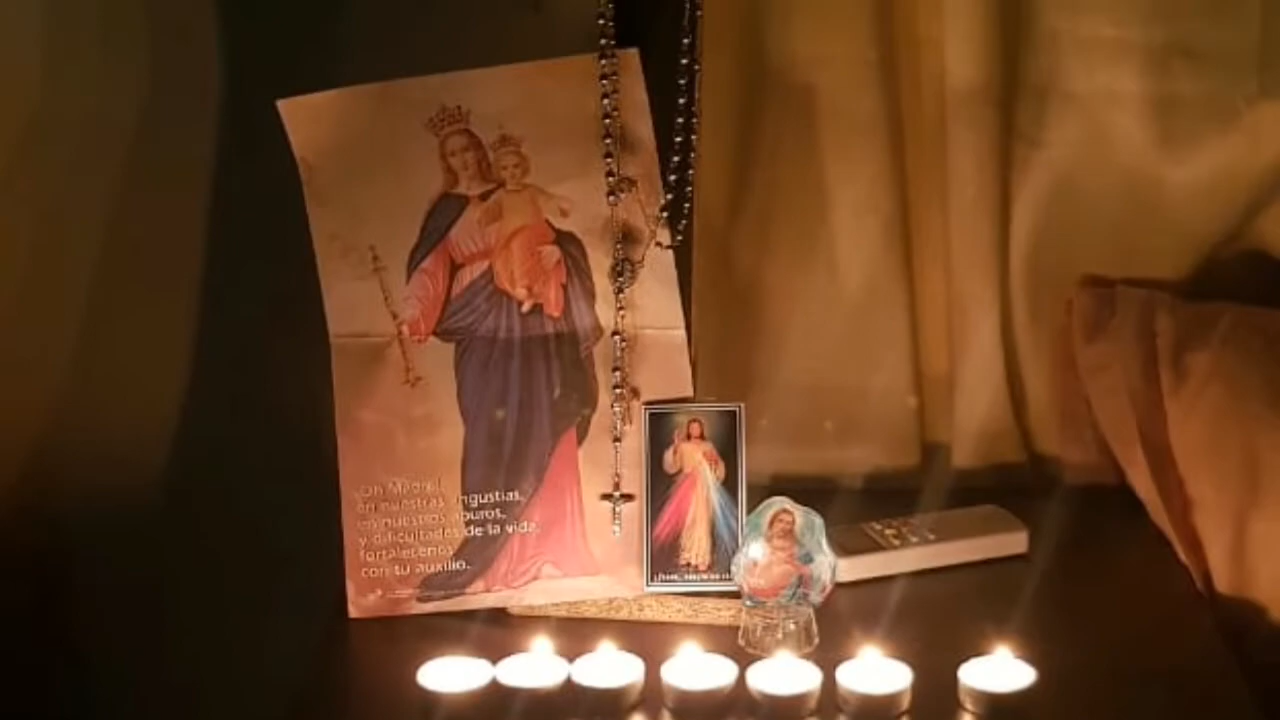 ¡Oh Madre!,
en nuestras angustias,
en nuestros apuros,
y dificultades de la vida,
fortalecenos
con tu auxilio.